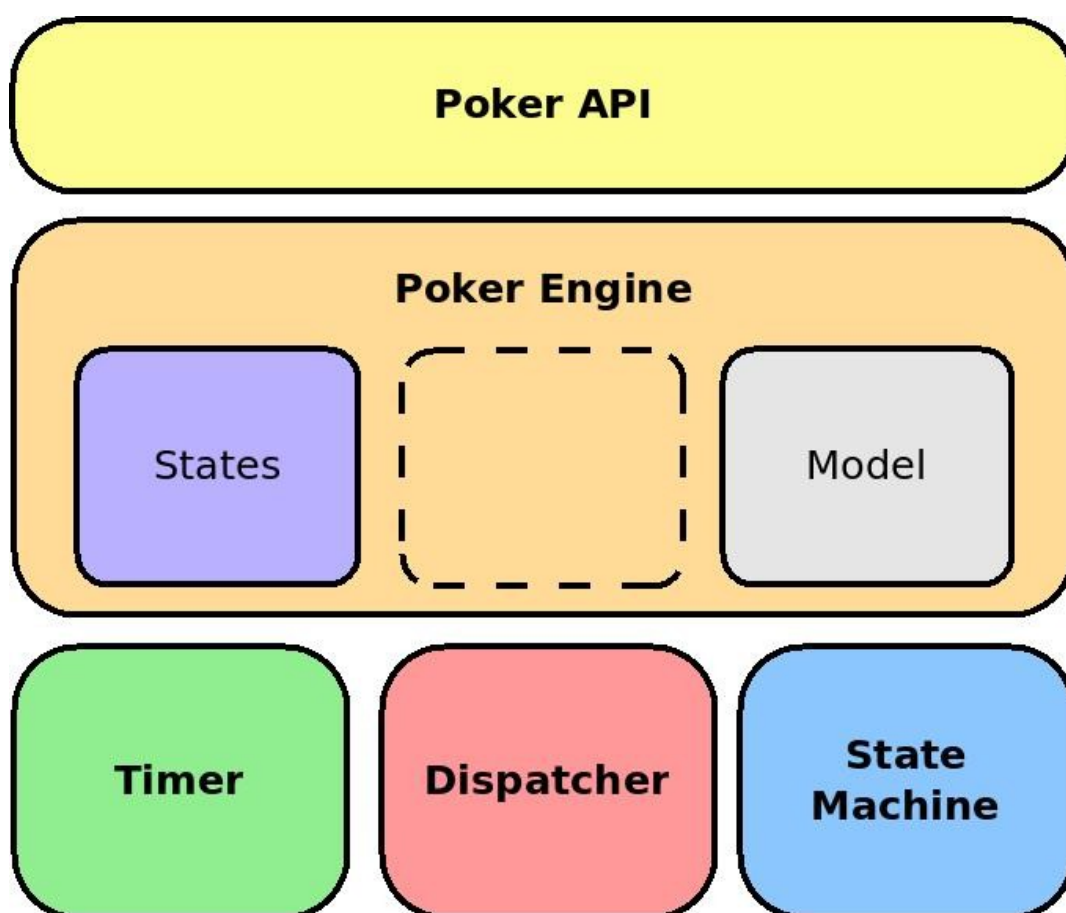 Poker API
Poker Engine
States
Model
Timer
Dispatcher
State
Machine